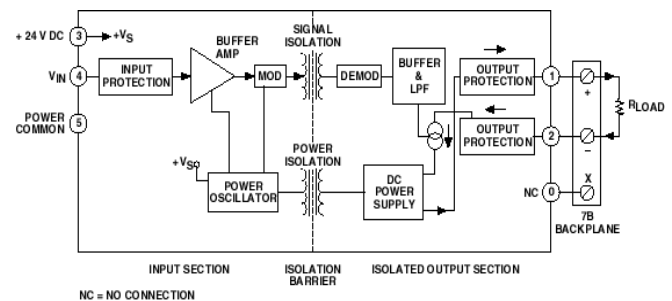 + 24 V DC
3
+VS
VIN
4
INPUT
PROTECTION
POWER
COMMON
5
BUFFER
AMP
MOD
SIGNAL
ISOLATION
DEMOD
BUFFER
&
LPF
OUTPUT
PROTECTION
1
+
RLOAD
OUTPUT
PROTECTION
2
–
+VS
POWER
OSCILLATOR
POWER
ISOLATION
DC
POWER
SUPPLY
NC
0
X
7B
BACKPLANE
INPUT SECTION
ISOLATION
BARRIER
ISOLATED OUTPUT SECTION
NC = NO CONNECTION